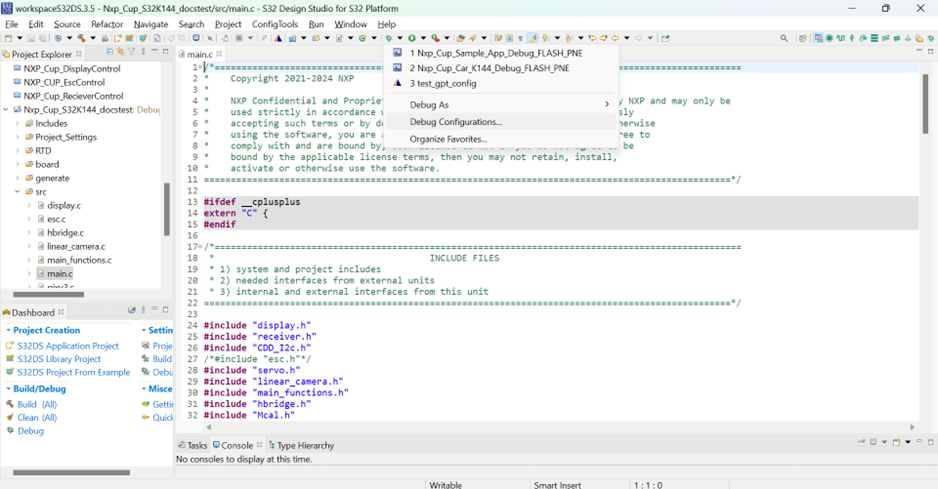 workspaceS32DS.3.5 - Nxp_Cup_S32K144_docstest/src/main.c - S32 Design Studio for S32 Platform
File Edit Source Refactor Navigate Search Project ConfigTools Run Window Help
Project Explorer
NXP_CUP_DisplayControl
NXP_CUP_EscControl
NXP_Cup_RecieverControl
Nxp_Cup_S32K144_docstest: Debug
Includes
Project_Settings
RTD
board
generate
src
display.c
esc.c
hbridge.c
linear_camera.c
main_functions.c
main.c
pixy2.c
Dashboard
Project Creation
S32DS Application Project
S32DS Library Project
S32DS Project From Example
Build/Debug
Build (All)
Clean (All)
Debug
Settin
Proje
Build
Debu
Misce
Gettin
Quick
main.c
1 Nxp_Cup_Sample_App_Debug_FLASH_PNE
2 Nxp_Cup_Car_K144_Debug_FLASH_PNE
3 test_gpt_config
Debug As
Debug Configurations...
Organize Favorites...
1 /*==================================================================================================
2 * Copyright 2021-2024 NXP
3 *
4 * NXP Confidential and Propriet y NXP and may only be
5 * used strictly in accordance w sly
6 * accepting such terms or by do herwise
7 * using the software, you are a ree to
8 * comply with and are bound by, be
9 * bound by the applicable license terms, then you may not retain, install,
10 * activate or otherwise use the software.
11 ==================================================================================================*/
12
13 #ifdef __cplusplus
14 extern "C" {
15 #endif
16
17 /*==================================================================================================
18 * INCLUDE FILES
19 * 1) system and project includes
20 * 2) needed interfaces from external units
21 * 3) internal and external interfaces from this unit
22 ==================================================================================================*/
23
24 #include "display.h"
25 #include "receiver.h"
26 #include "CDD_I2c.h"
27 /*#include "esc.h"*/
28 #include "servo.h"
29 #include "linear_camera.h"
30 #include "main_functions.h"
31 #include "hbridge.h"
32 #include "Mcal.h"
Tasks Console Type Hierarchy
No consoles to display at this time.
Writable Smart Insert 1 : 1 : 0